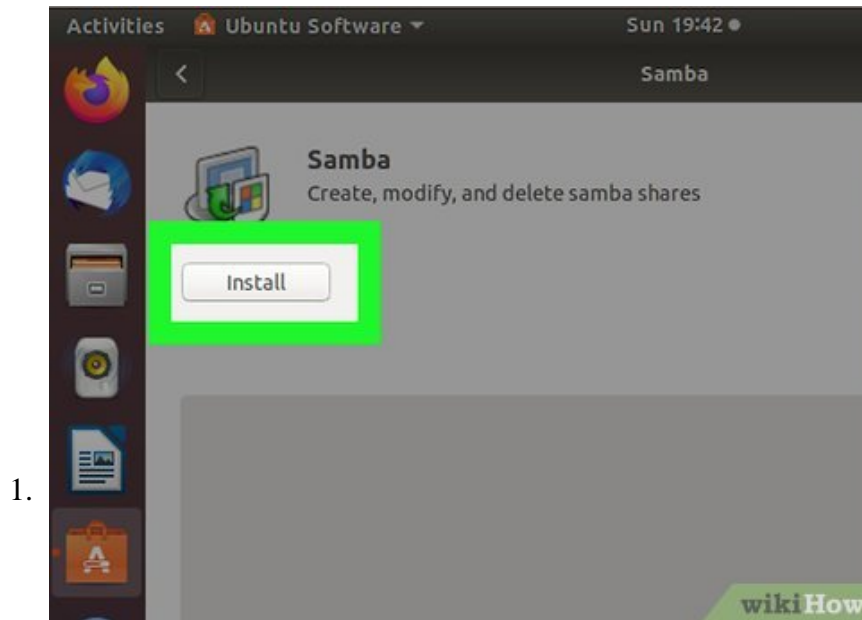 Activities Ubuntu Software Sun 19:42
Samba
Samba
Create, modify, and delete samba shares
Install
1.
wikiHow